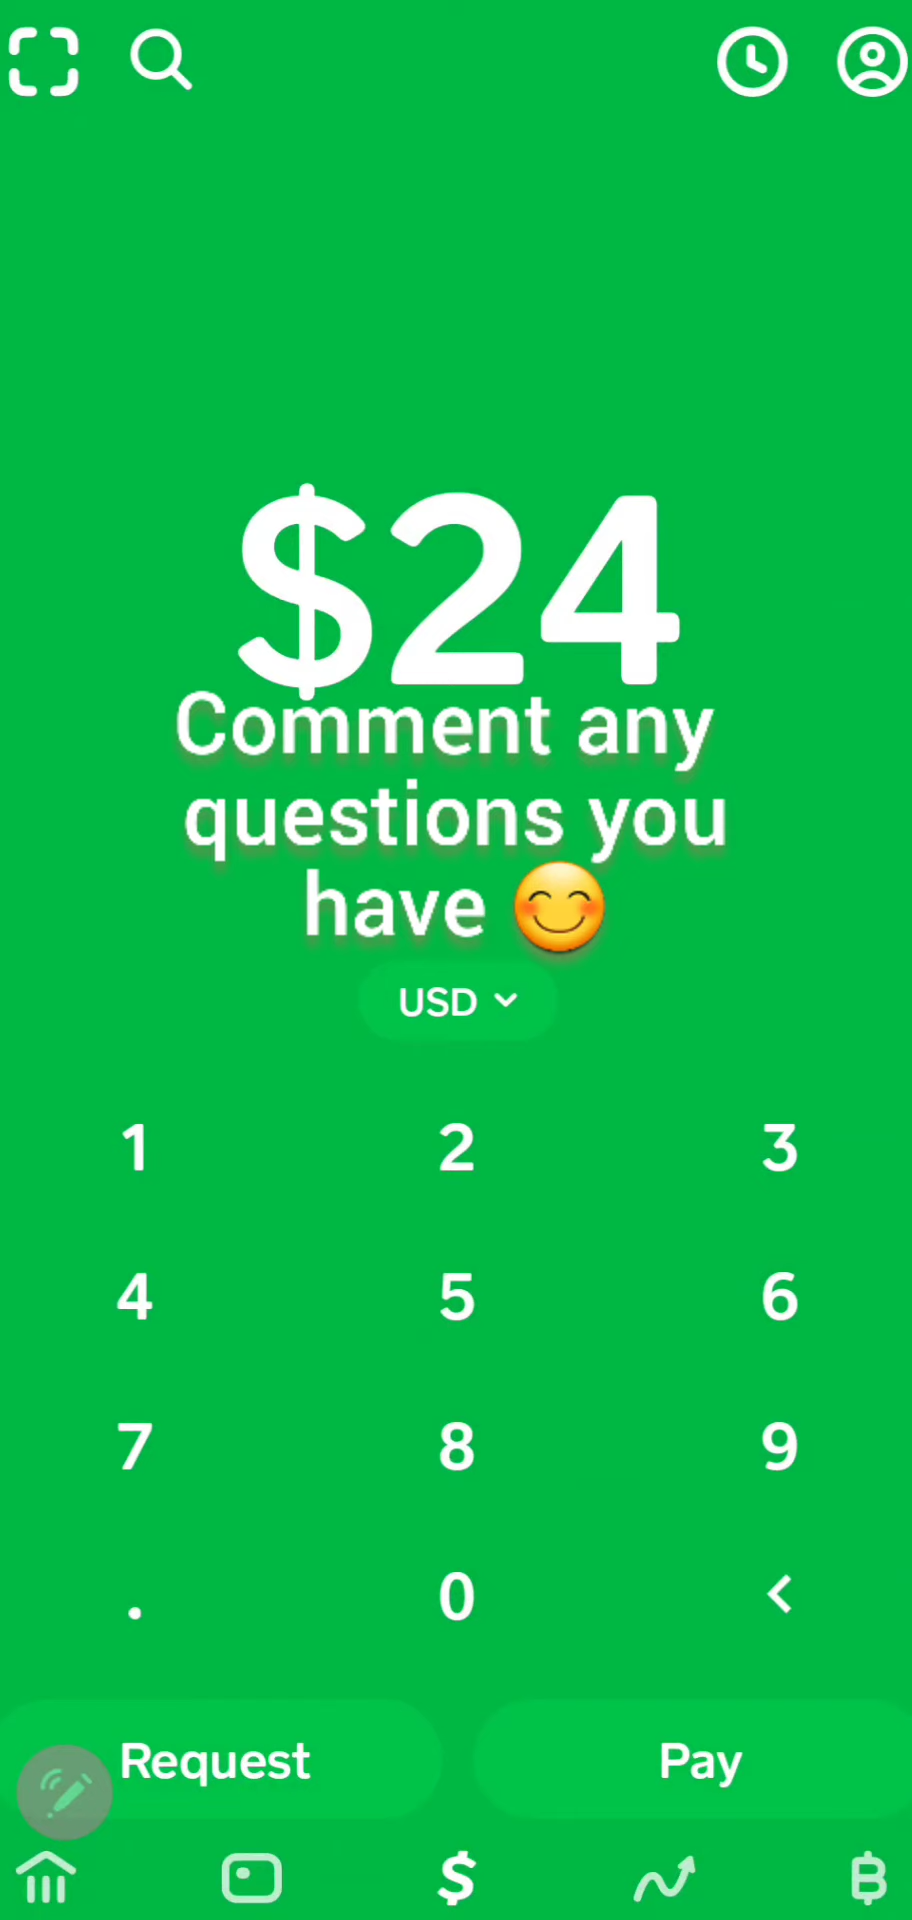 $24
Comment any
questions you
have 😊
USD
1 2 3
4 5 6
7 8 9
. 0 <
Request Pay
$